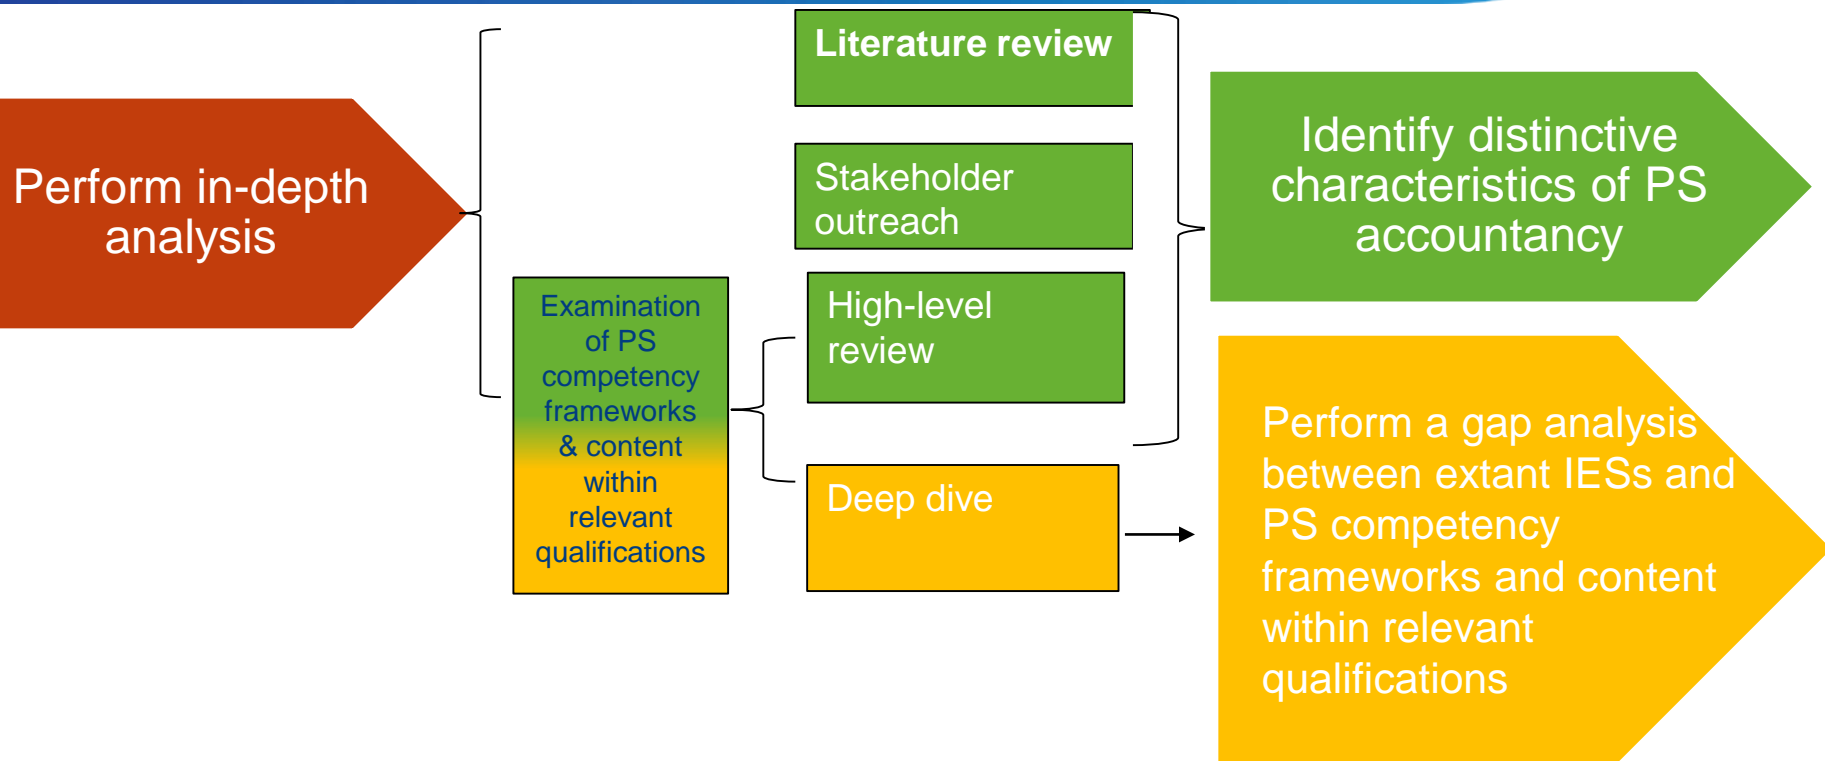 Perform in-depth
analysis
Examination
of PS
competency
frameworks
& content
within
relevant
qualifications
Literature review
Stakeholder
outreach
High-level
review
Deep dive
Identify distinctive
characteristics of PS
accountancy
Perform a gap analysis
between extant IESs and
PS competency
frameworks and content
within relevant
qualifications